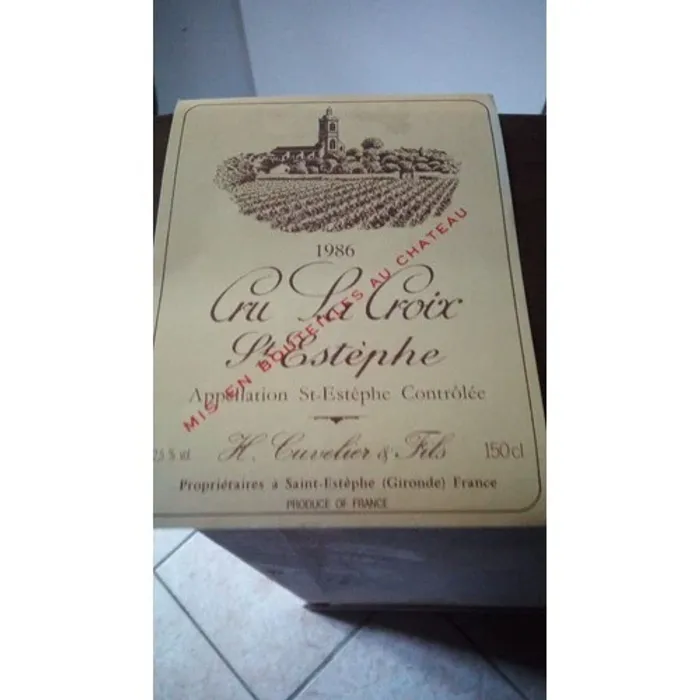 1986
Cru La Croix
St Estèphe
MIS EN BOUTEILLES AU CHATEAU
Appellation St-Estèphe Contrôlée
H. Cuvelier & Fils 150 cl
Propriétaires à Saint-Estèphe (Gironde) France
PRODUCE OF FRANCE